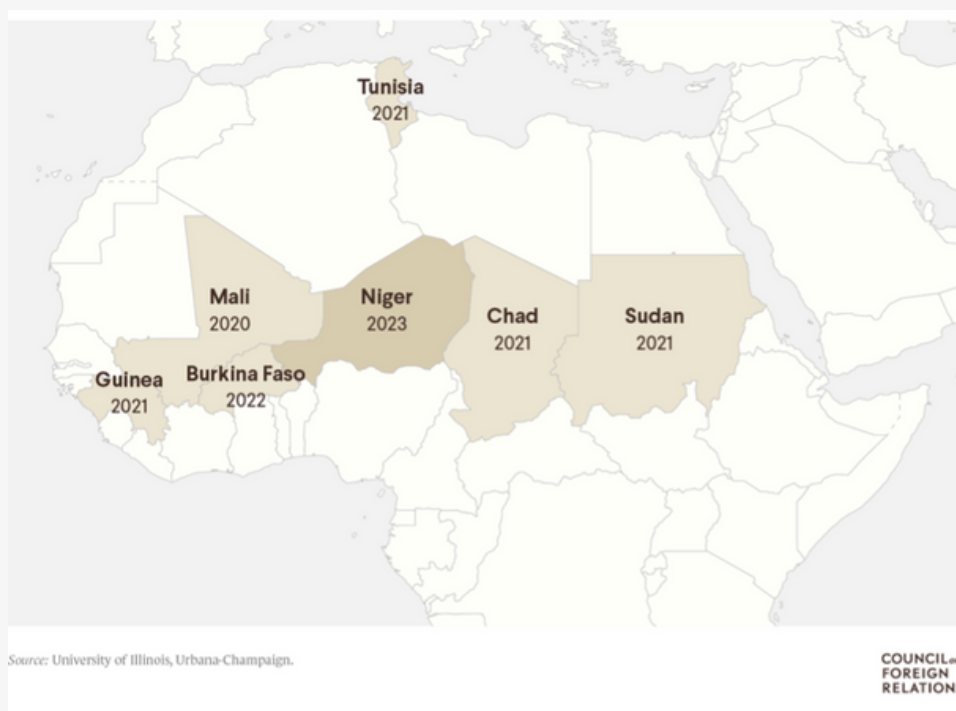 Tunisia
2021
Mali
2020
Niger
2023
Chad
2021
Sudan
2021
Guinea
2021
Burkina Faso
2022
Source: University of Illinois, Urbana-Champaign.
COUNCIL on
FOREIGN
RELATION